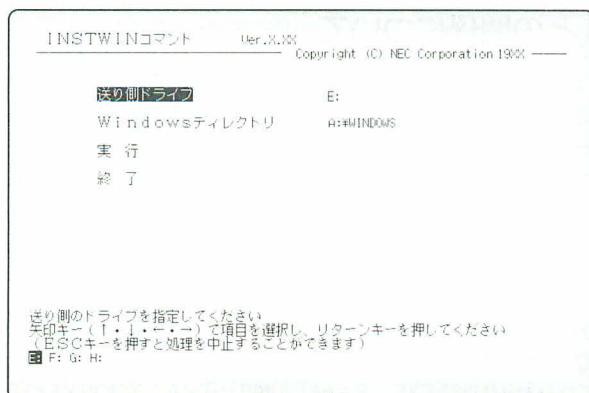 INSTWINコマンド Ver.X.XX
Copyright (C) NEC Corporation 19XX
送り側ドライブ E:
Windowsディレクトリ A:¥WINDOWS
実 行
終 了
送り側のドライブを指定してください
矢印キー(↑・↓・←・→)で項目を選択し、リターンキーを押してください
(ESCキーを押すと処理を中止することができます)
E: F: G: H: